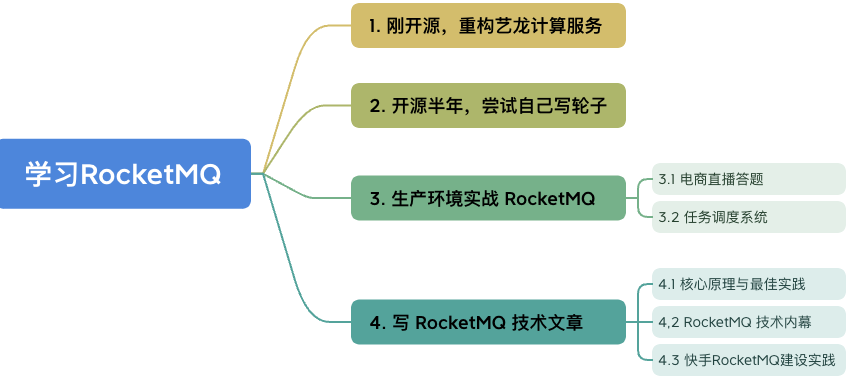 学习RocketMQ
1. 刚开源，重构艺龙计算服务
2. 开源半年，尝试自己写轮子
3. 生产环境实战 RocketMQ
3.1 电商直播答题
3.2 任务调度系统
4. 写 RocketMQ 技术文章
4.1 核心原理与最佳实践
4,2 RocketMQ 技术内幕
4.3 快手RocketMQ建设实践